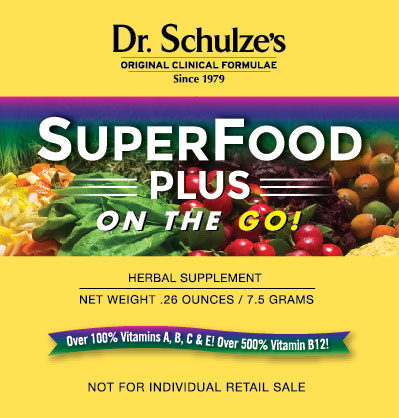 Dr. Schulze's
ORIGINAL CLINICAL FORMULAE
Since 1979
SUPERFOOD
PLUS
ON THE GO!
HERBAL SUPPLEMENT
NET WEIGHT .26 OUNCES / 7.5 GRAMS
Over 100% Vitamins A, B, C & E! Over 500% Vitamin B12!
NOT FOR INDIVIDUAL RETAIL SALE